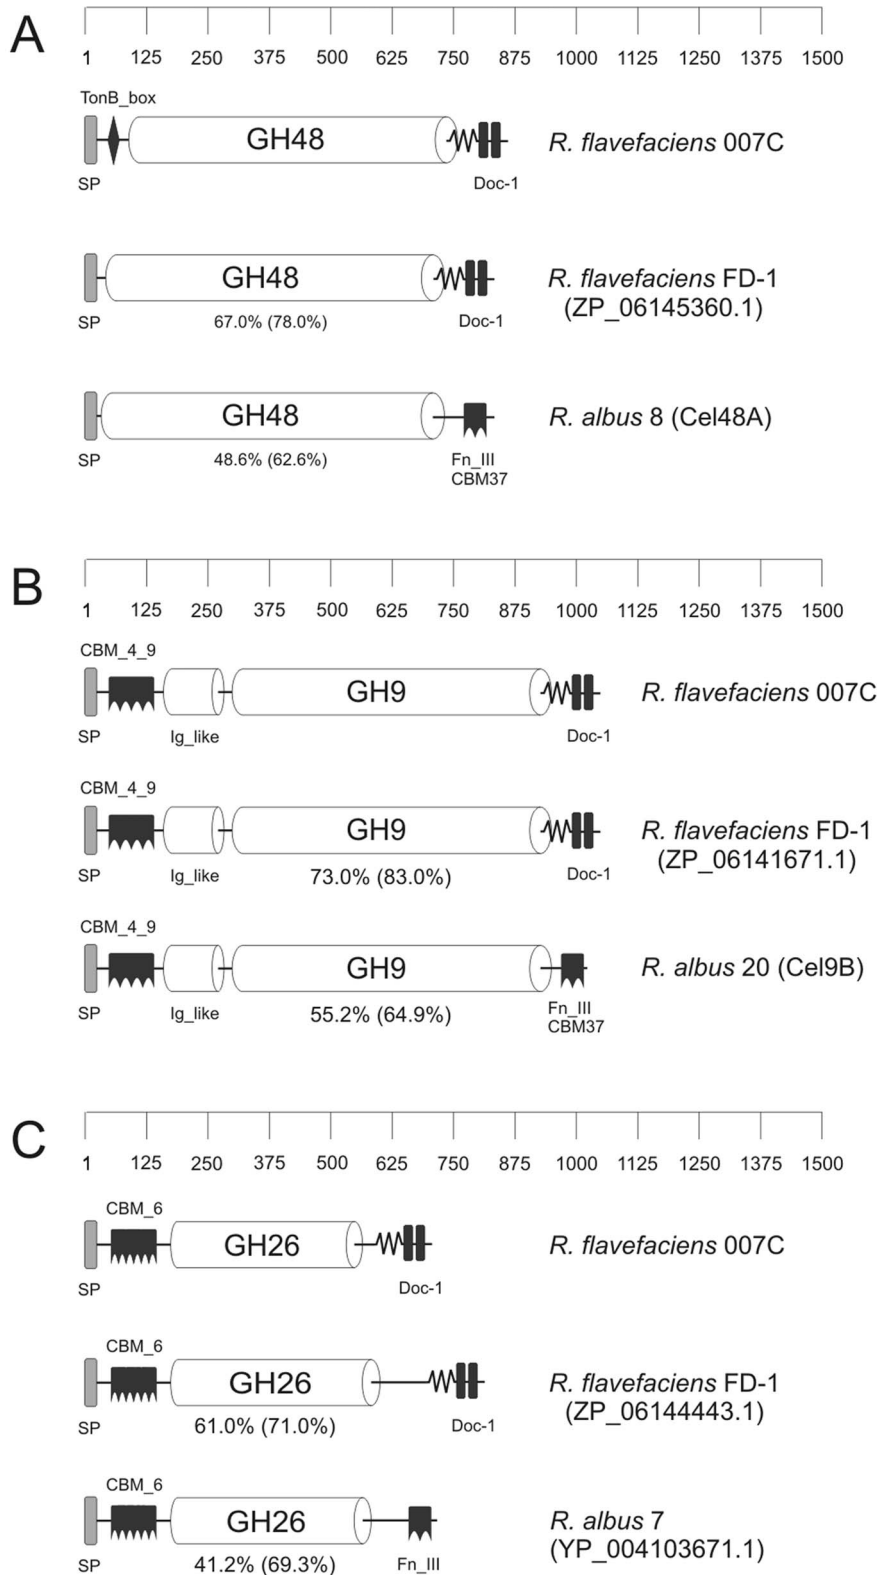 A
1 125 250 375 500 625 750 875 1000 1125 1250 1375 1500
TonB_box
GH48
R. flavefaciens 007C
SP
Doc-1
GH48
R. flavefaciens FD-1
(ZP_06145360.1)
SP
67.0% (78.0%)
Doc-1
GH48
R. albus 8 (Cel48A)
SP
48.6% (62.6%)
Fn_III
CBM37
B
1 125 250 375 500 625 750 875 1000 1125 1250 1375 1500
CBM_4_9
GH9
R. flavefaciens 007C
SP
Ig_like
Doc-1
CBM_4_9
GH9
R. flavefaciens FD-1
(ZP_06141671.1)
SP
Ig_like
73.0% (83.0%)
Doc-1
CBM_4_9
GH9
R. albus 20 (Cel9B)
SP
Ig_like
55.2% (64.9%)
Fn_III
CBM37
C
1 125 250 375 500 625 750 875 1000 1125 1250 1375 1500
CBM_6
GH26
R. flavefaciens 007C
SP
Doc-1
CBM_6
GH26
R. flavefaciens FD-1
(ZP_06144443.1)
SP
61.0% (71.0%)
Doc-1
CBM_6
GH26
R. albus 7
(YP_004103671.1)
SP
41.2% (69.3%)
Fn_III